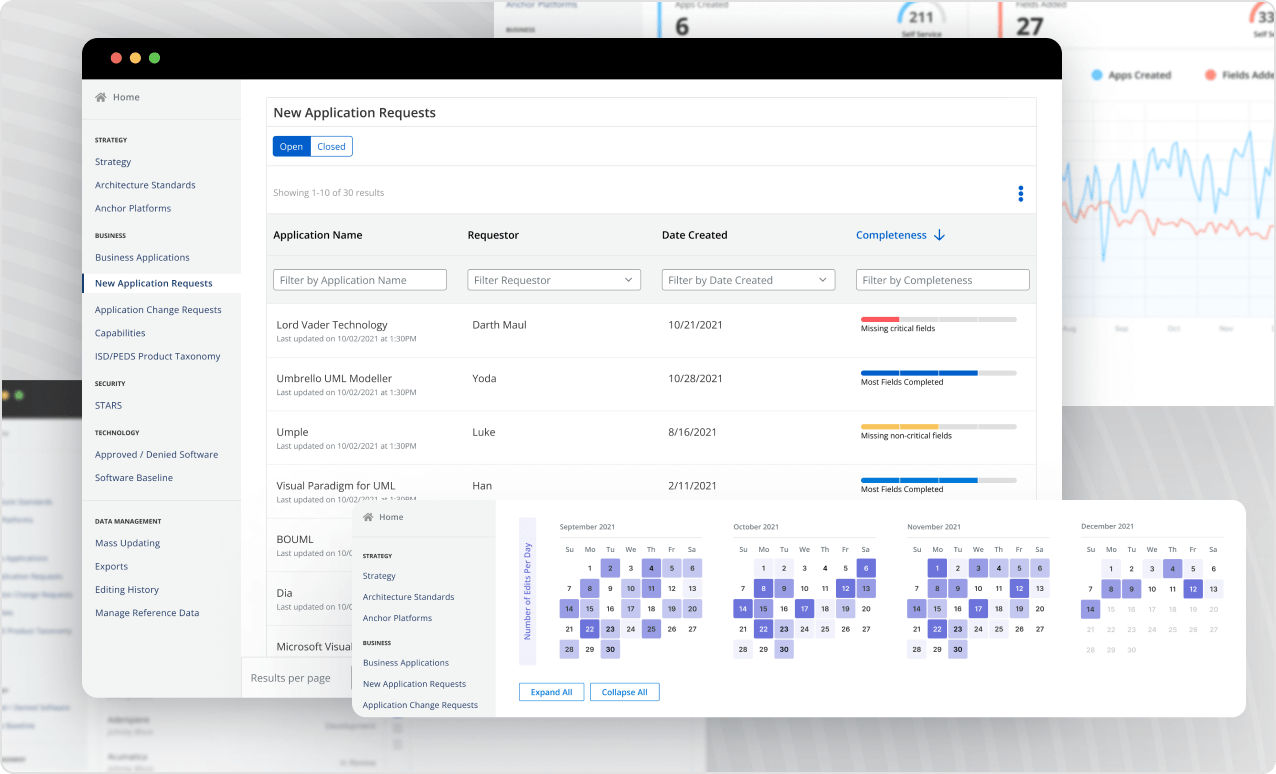 Anchor Platforms
BUSINESS
Apps Created
6
211
Self Service
Fields Added
27
33
Apps Created
Fields Added
Aug
Sep
Oct
Nov
Home
STRATEGY
Strategy
Architecture Standards
Anchor Platforms
BUSINESS
Business Applications
New Application Requests
Application Change Requests
Capabilities
ISD/PEDS Product Taxonomy
SECURITY
STARS
TECHNOLOGY
Approved / Denied Software
Software Baseline
DATA MANAGEMENT
Mass Updating
Exports
Editing History
Manage Reference Data
New Application Requests
Open Closed
Showing 1-10 of 30 results
Application Name Requestor Date Created Completeness
Filter by Application Name Filter Requestor Filter by Date Created Filter by Completeness
Lord Vader Technology Darth Maul 10/21/2021
Last updated on 10/02/2021 at 1:30PM Missing critical fields
Umbrello UML Modeller Yoda 10/28/2021
Last updated on 10/02/2021 at 1:30PM Most Fields Completed
Umple Luke 8/16/2021
Last updated on 10/02/2021 at 1:30PM Missing non-critical fields
Visual Paradigm for UML Han 2/11/2021
Last updated on 10/02/2021 at 1:30PM Most Fields Completed
BOUML
Last updated on 10/0
Dia
Last updated on 10/0
Microsoft Visual
Results per page
Home
STRATEGY
Strategy
Architecture Standards
Anchor Platforms
BUSINESS
Business Applications
New Application Requests
Application Change Requests
Number of Edits Per Day
September 2021
Su Mo Tu We Th Fr Sa
1 2 3 4 5 6
7 8 9 10 11 12 13
14 15 16 17 18 19 20
21 22 23 24 25 26 27
28 29 30
October 2021
Su Mo Tu We Th Fr Sa
1 2 3 4 5 6
7 8 9 10 11 12 13
14 15 16 17 18 19 20
21 22 23 24 25 26 27
28 29 30
November 2021
Su Mo Tu We Th Fr Sa
1 2 3 4 5 6
7 8 9 10 11 12 13
14 15 16 17 18 19 20
21 22 23 24 25 26 27
28 29 30
December 2021
Su Mo Tu We Th Fr Sa
1 2 3 4 5 6
7 8 9 10 11 12 13
14 15 16 17 18 19 20
21 22 23 24 25 26 27
28 29 30
Expand All Collapse All